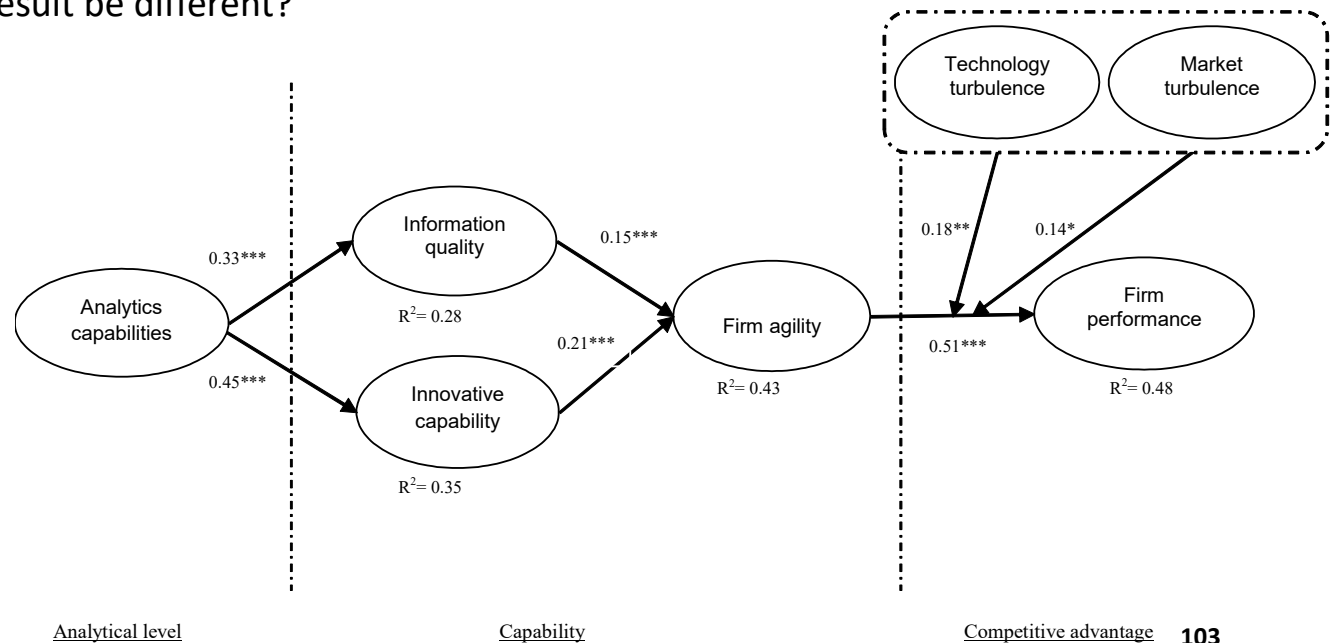 esult be different?
Technology
turbulence
Market
turbulence
Information
quality
0.33***
0.15***
0.18**
0.14*
Analytics
capabilities
R²= 0.28
Firm agility
Firm
performance
0.21***
0.51***
0.45***
Innovative
capability
R²= 0.43
R²= 0.48
R²= 0.35
Analytical level
Capability
Competitive advantage
103